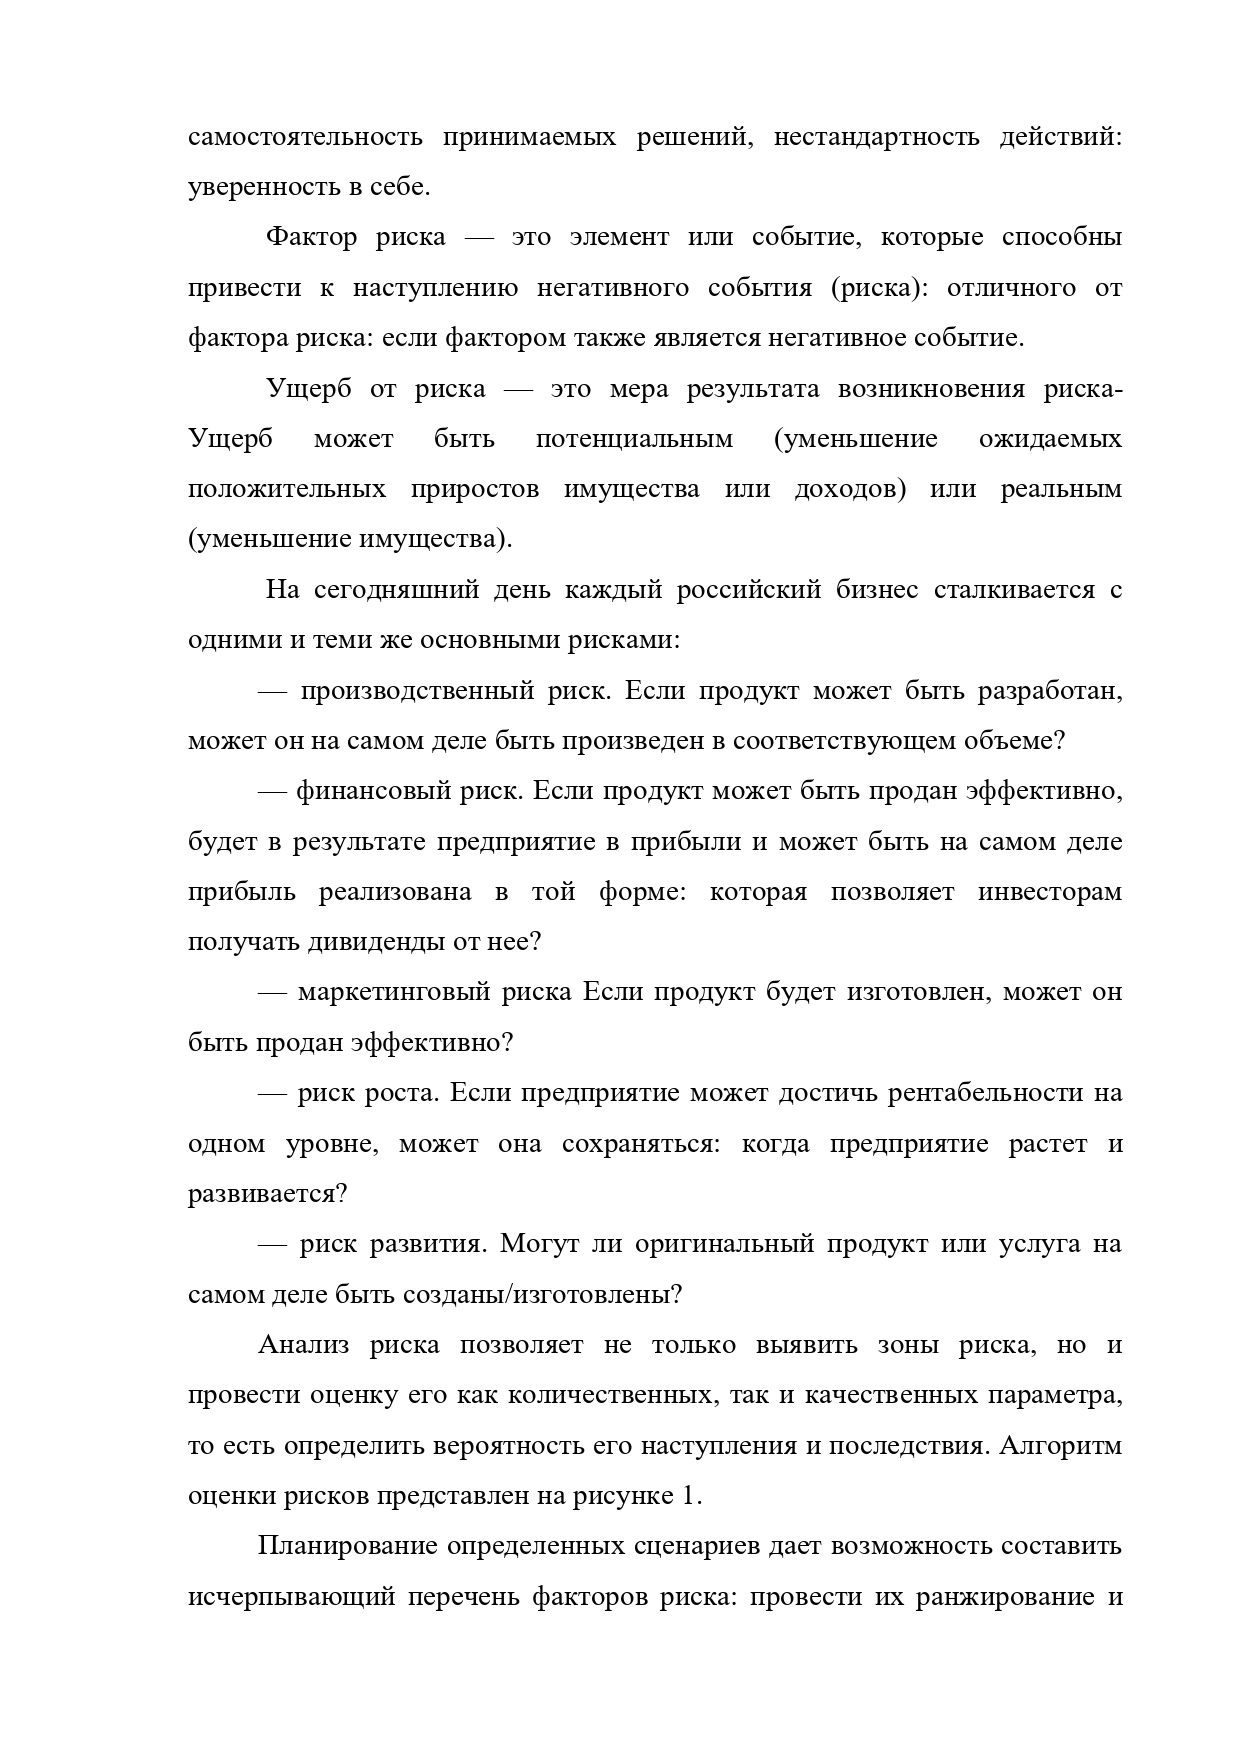 самостоятельность принимаемых решений, нестандартность действий:
уверенность в себе.
Фактор риска — это элемент или событие, которые способны
привести к наступлению негативного события (риска): отличного от
фактора риска: если фактором также является негативное событие.
Ущерб от риска — это мера результата возникновения риска-
Ущерб может быть потенциальным (уменьшение ожидаемых
положительных приростов имущества или доходов) или реальным
(уменьшение имущества).
На сегодняшний день каждый российский бизнес сталкивается с
одними и теми же основными рисками:
— производственный риск. Если продукт может быть разработан,
может он на самом деле быть произведен в соответствующем объеме?
— финансовый риск. Если продукт может быть продан эффективно,
будет в результате предприятие в прибыли и может быть на самом деле
прибыль реализована в той форме: которая позволяет инвесторам
получать дивиденды от нее?
— маркетинговый риска Если продукт будет изготовлен, может он
быть продан эффективно?
— риск роста. Если предприятие может достичь рентабельности на
одном уровне, может она сохраняться: когда предприятие растет и
развивается?
— риск развития. Могут ли оригинальный продукт или услуга на
самом деле быть созданы/изготовлены?
Анализ риска позволяет не только выявить зоны риска, но и
провести оценку его как количественных, так и качественных параметра,
то есть определить вероятность его наступления и последствия. Алгоритм
оценки рисков представлен на рисунке 1.
Планирование определенных сценариев дает возможность составить
исчерпывающий перечень факторов риска: провести их ранжирование и